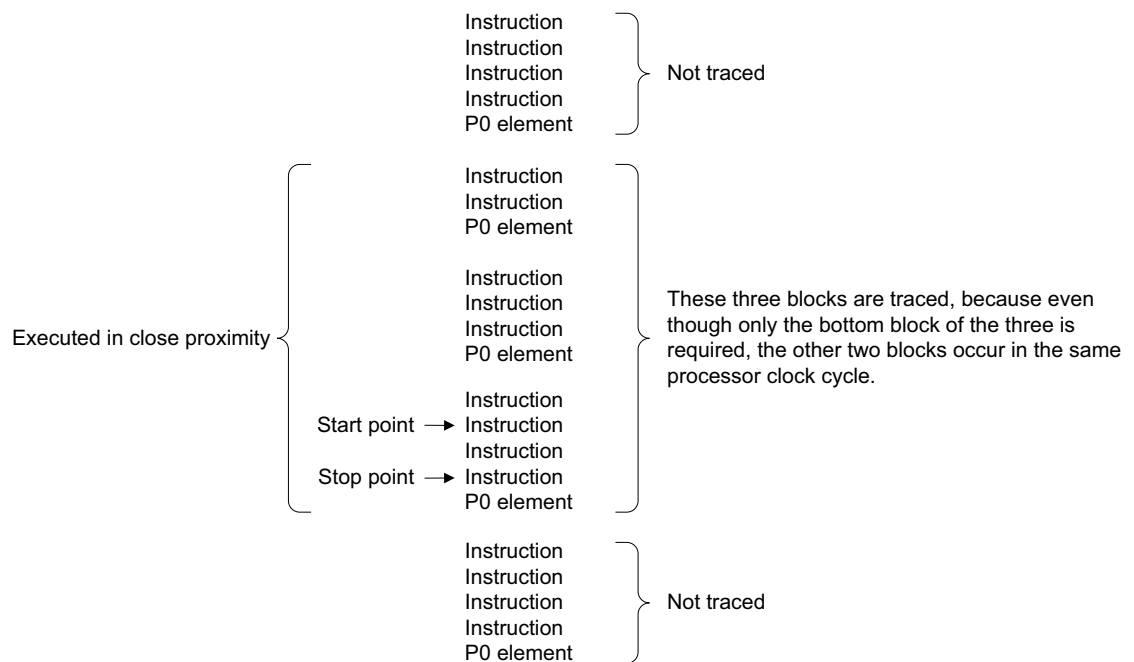 Instruction
Instruction
Instruction
Instruction
P0 element
Not traced
Instruction
Instruction
P0 element
Instruction
Instruction
Instruction
P0 element
Executed in close proximity
Instruction
Start point Instruction
Instruction
Stop point Instruction
P0 element
These three blocks are traced, because even
though only the bottom block of the three is
required, the other two blocks occur in the same
processor clock cycle.
Instruction
Instruction
Instruction
Instruction
P0 element
Not traced